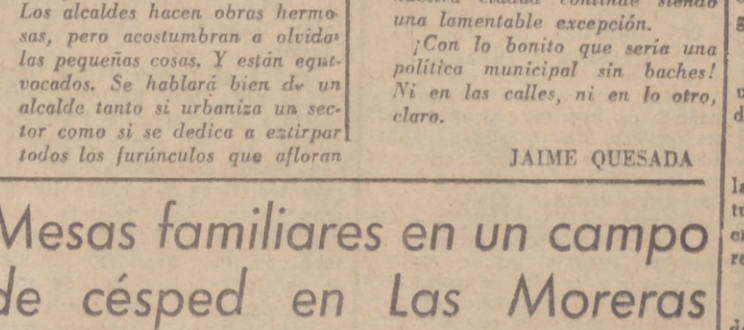 Los alcaldes hacen obras hermo-
sas, pero acostumbran a olvidar
las pequeñas cosas. Y están equi-
vocados. Se hablará bien de un
alcalde tanto si urbaniza un sec-
tor como si se dedica a extirpar
todos los furúnculos que afloran
una lamentable excepción.
¡Con lo bonito que sería una
política municipal sin baches!
Ni en las calles, ni en lo otro,
claro.
JAIME QUESADA
Mesas familiares en un campo
de césped en Las Moreras